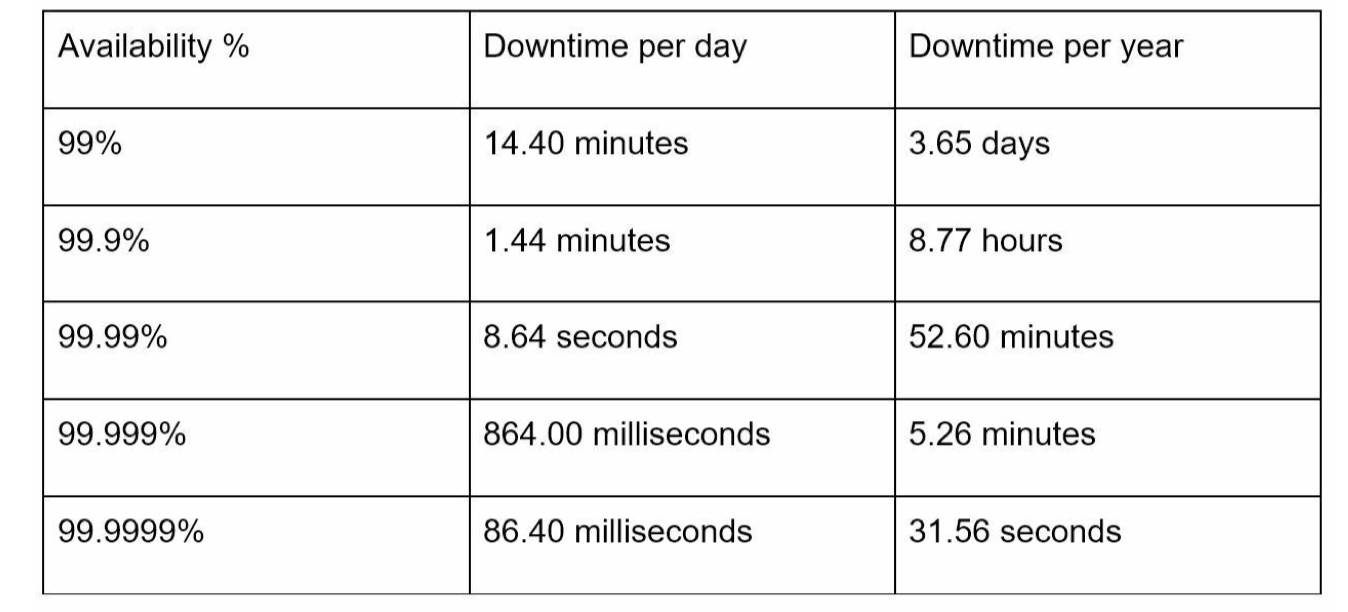 Availability % Downtime per day Downtime per year
99% 14.40 minutes 3.65 days
99.9% 1.44 minutes 8.77 hours
99.99% 8.64 seconds 52.60 minutes
99.999% 864.00 milliseconds 5.26 minutes
99.9999% 86.40 milliseconds 31.56 seconds